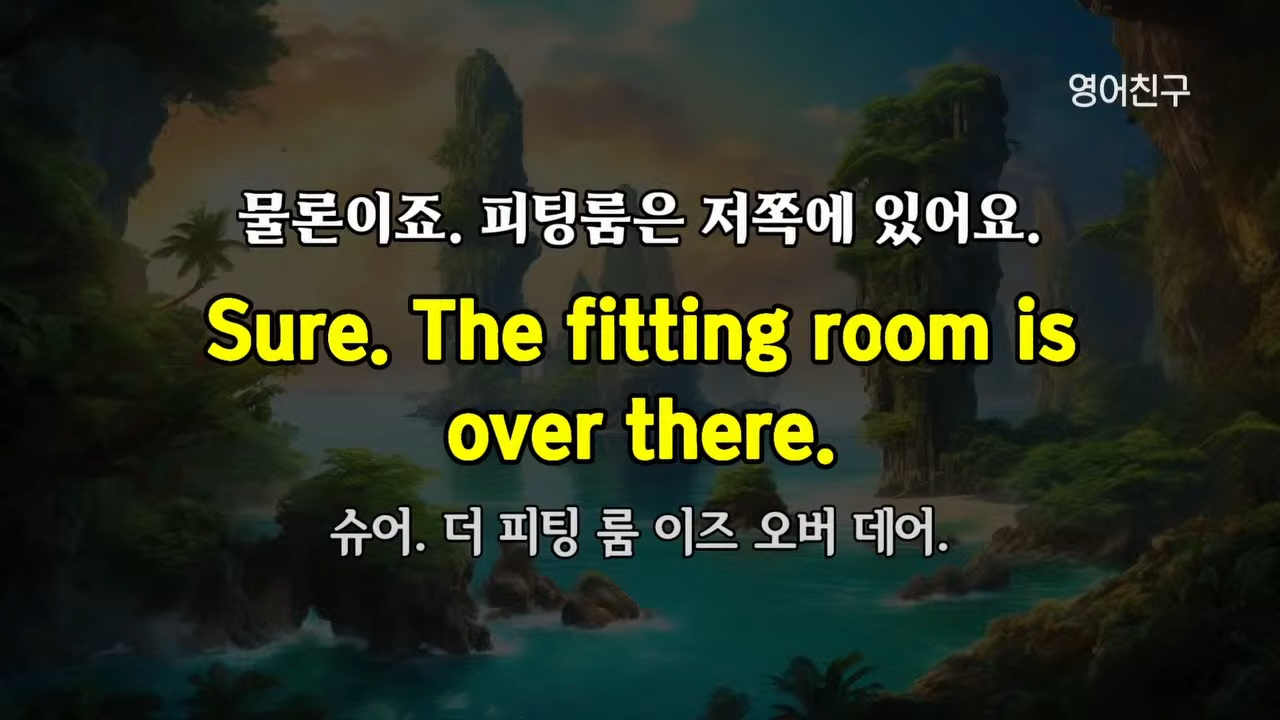 영어친구
물론이죠. 피팅룸은 저쪽에 있어요.
Sure. The fitting room is
over there.
슈어. 더 피팅 룸 이즈 오버 데어.